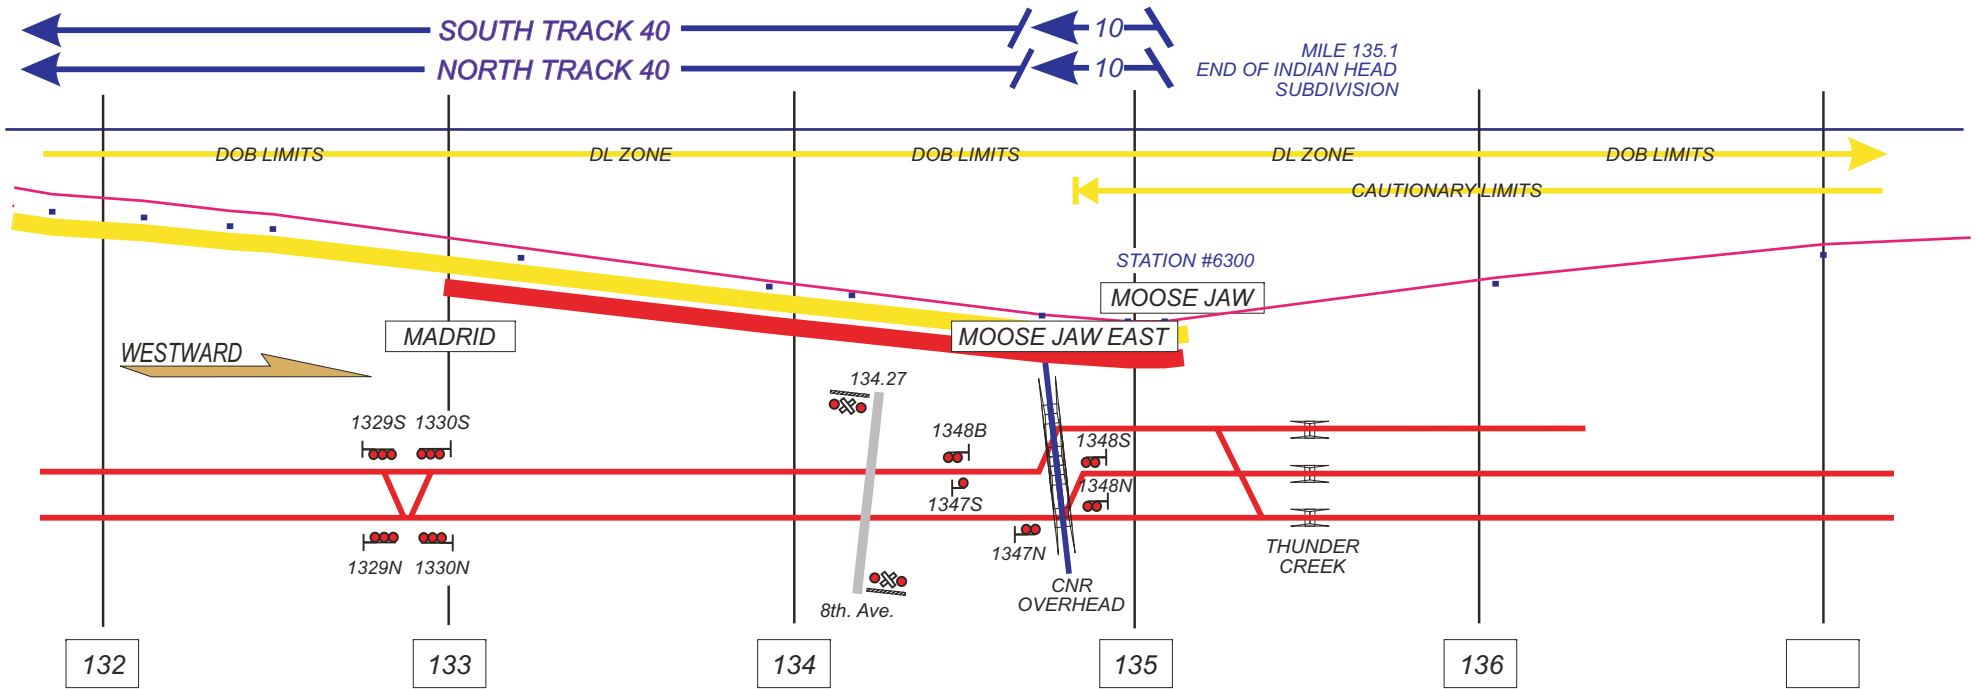 SOUTH TRACK 40
10
NORTH TRACK 40
10
MILE 135.1
END OF INDIAN HEAD
SUBDIVISION
DOB LIMITS
DL ZONE
DOB LIMITS
DL ZONE
DOB LIMITS
CAUTIONARY LIMITS
STATION #6300
MOOSE JAW
MADRID
MOOSE JAW EAST
WESTWARD
134.27
1329S
1330S
1348B
1348S
1347S
1348N
1329N
1330N
1347N
THUNDER
CREEK
8th. Ave.
CNR
OVERHEAD
132
133
134
135
136